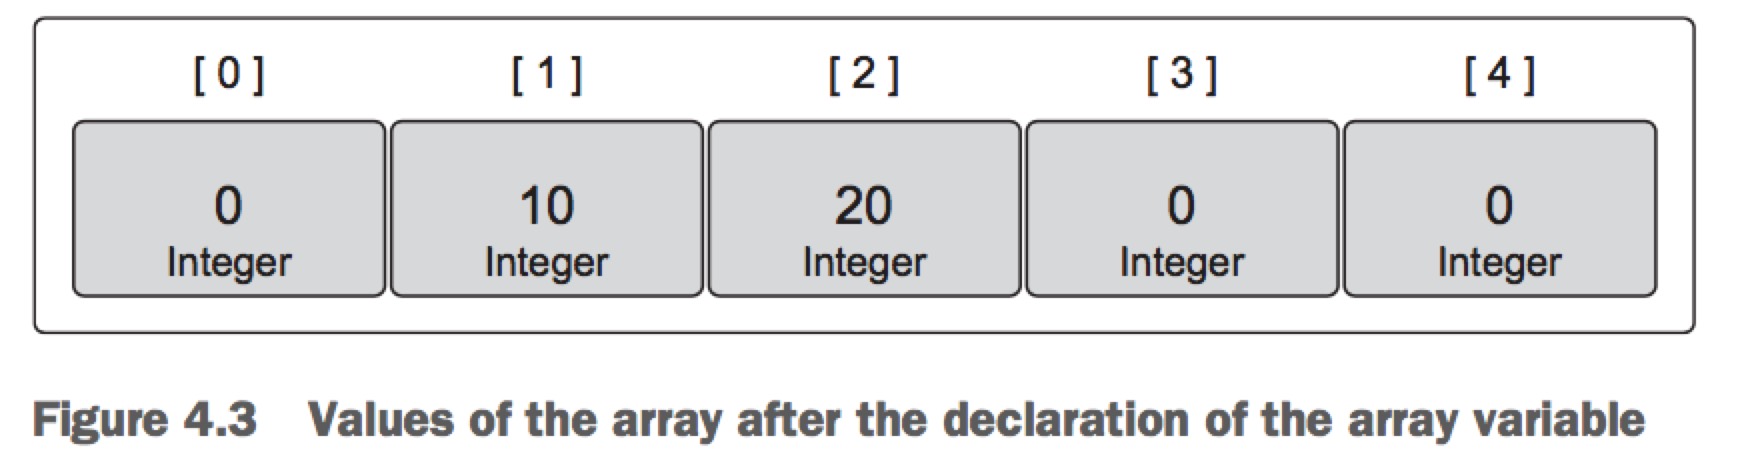 [ 0 ] [ 1 ] [ 2 ] [ 3 ] [ 4 ]
0 10 20 0 0
Integer Integer Integer Integer Integer
Figure 4.3 Values of the array after the declaration of the array variable